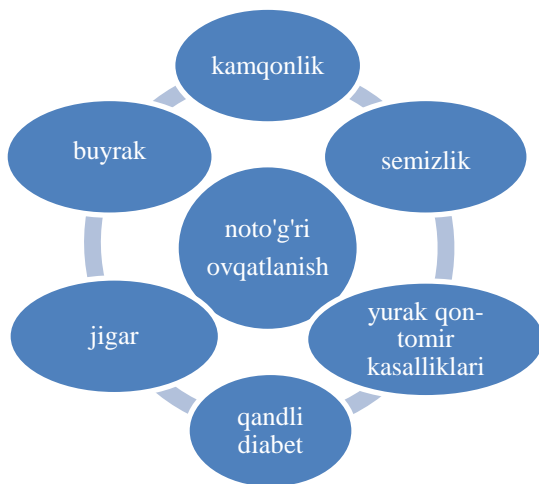 kamqonlik
buyrak
semizlik
noto'g'ri
ovqatlanish
jigar
yurak qon-
tomir
kasalliklari
qandli
diabet